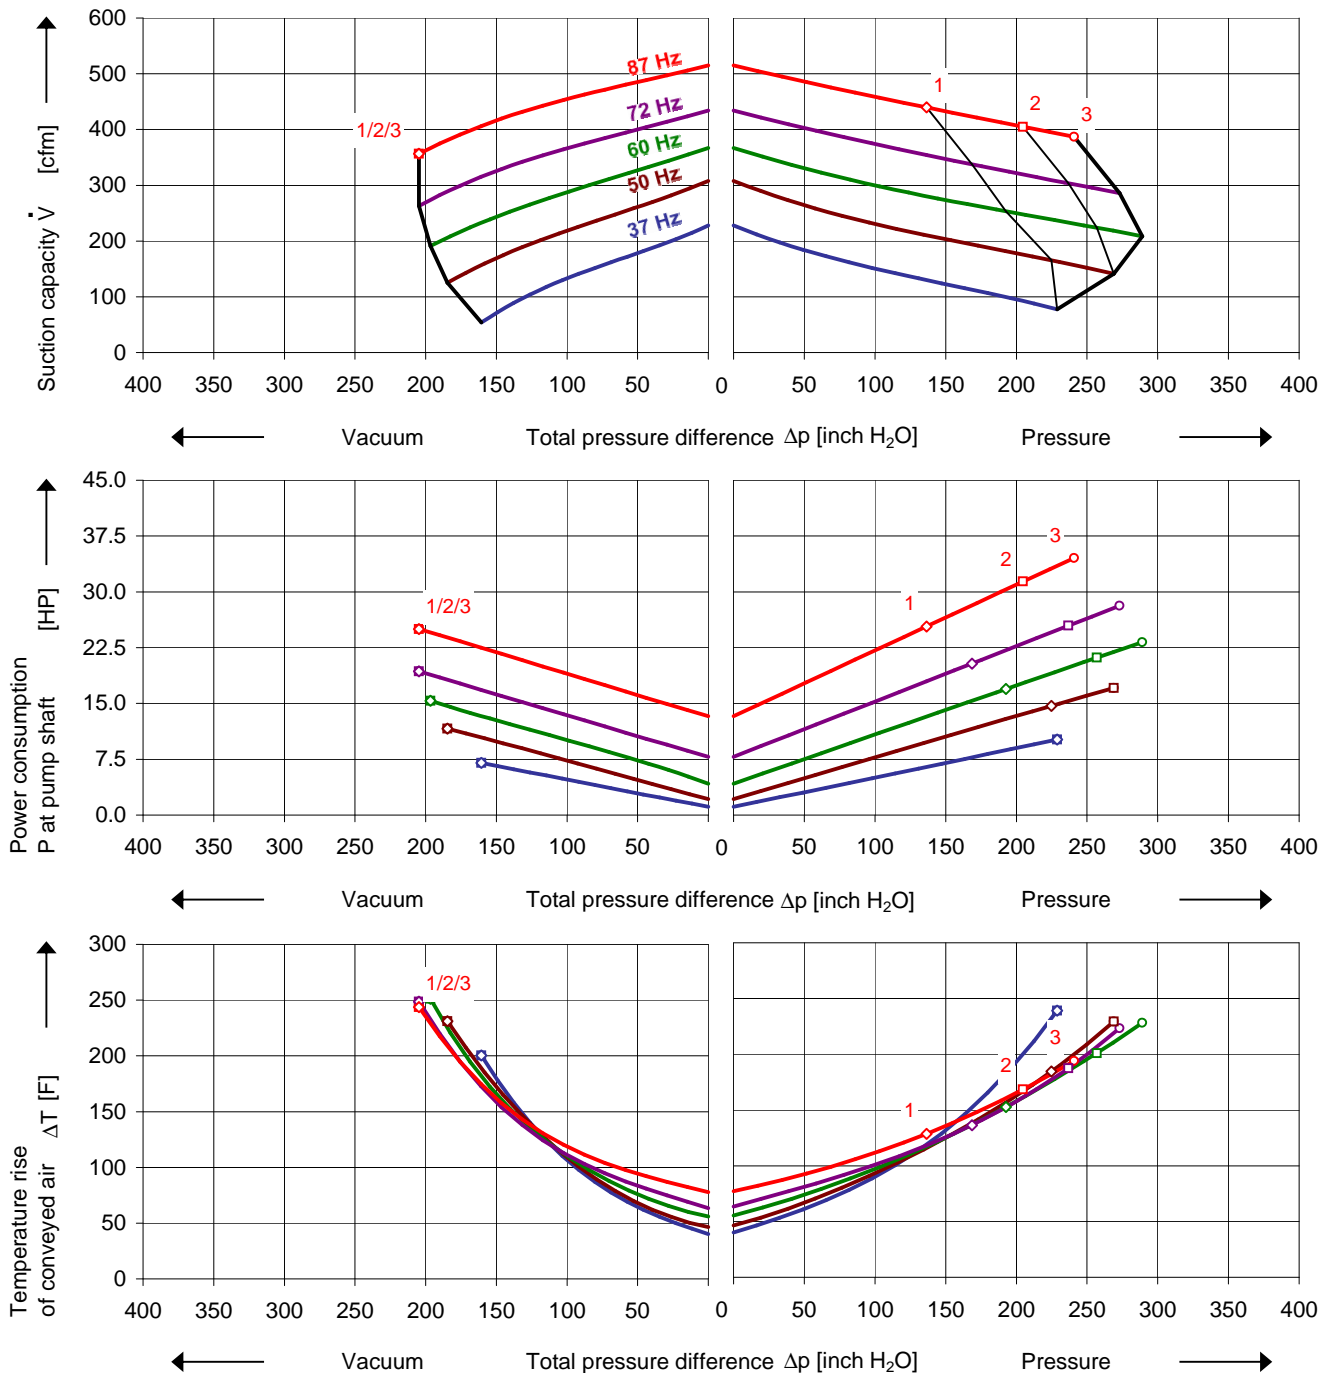 600
500
400
300
200
100
0
Suction capacity V̇ [cfm]
87 Hz
72 Hz
60 Hz
50 Hz
37 Hz
1/2/3
1
2
3
400 350 300 250 200 150 100 50 0 50 100 150 200 250 300 350 400
Vacuum Total pressure difference Δp [inch H₂O] Pressure
45.0
37.5
30.0
22.5
15.0
7.5
0.0
Power consumption
P at pump shaft [HP]
1/2/3
1
2
3
400 350 300 250 200 150 100 50 0 50 100 150 200 250 300 350 400
Vacuum Total pressure difference Δp [inch H₂O] Pressure
300
250
200
150
100
50
0
Temperature rise
of conveyed air ΔT [F]
1/2/3
1
2
3
400 350 300 250 200 150 100 50 0 50 100 150 200 250 300 350 400
Vacuum Total pressure difference Δp [inch H₂O] Pressure